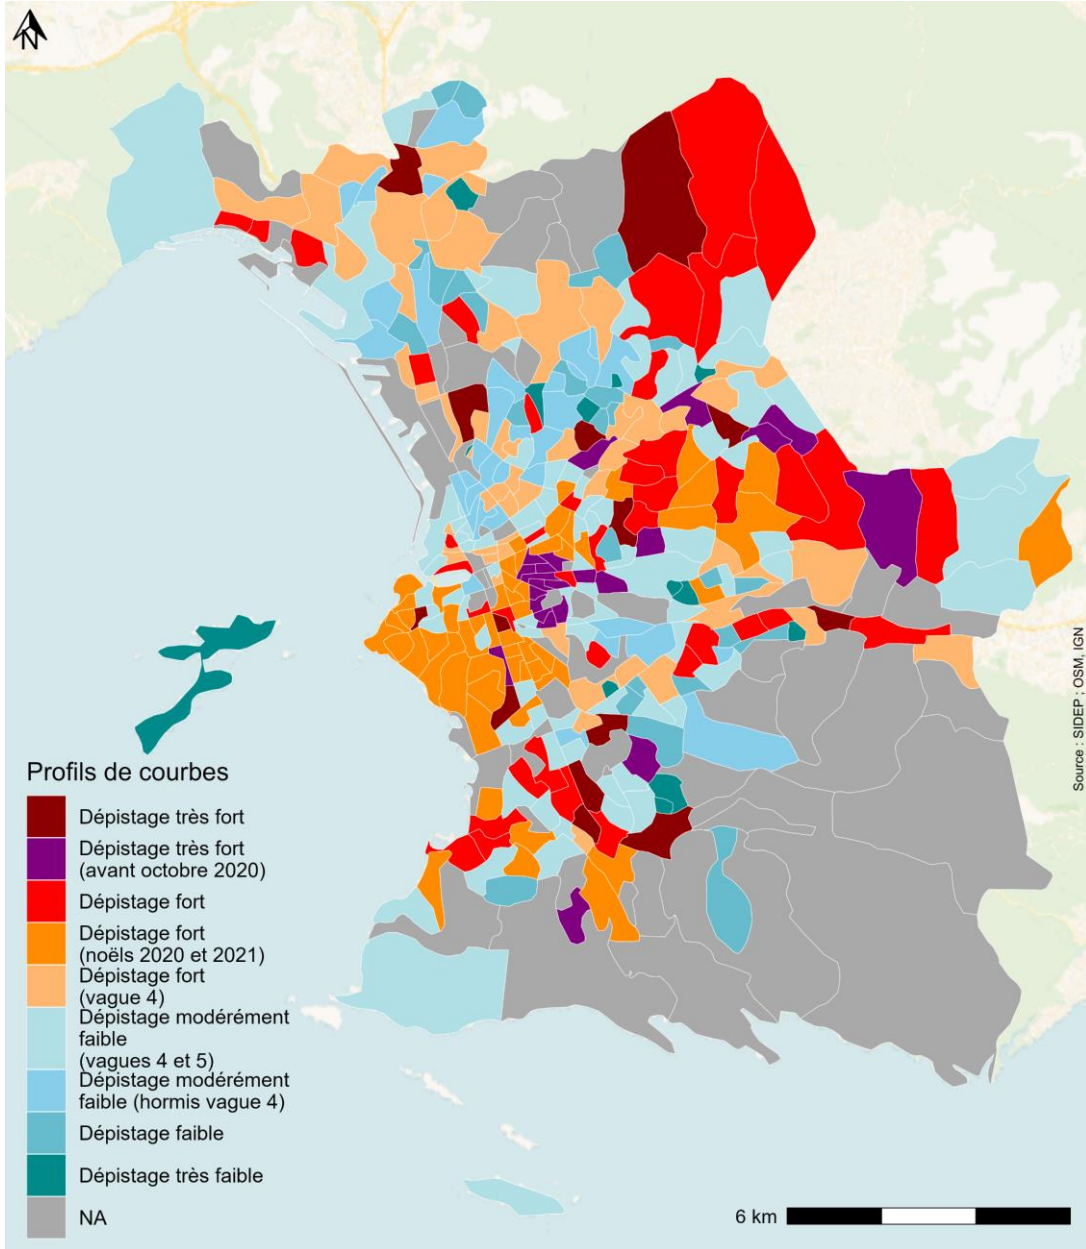 N
Source : SIDEP ; OSM, IGN
Profils de courbes
Dépistage très fort
Dépistage très fort
(avant octobre 2020)
Dépistage fort
Dépistage fort
(noëls 2020 et 2021)
Dépistage fort
(vague 4)
Dépistage modérément
faible
(vagues 4 et 5)
Dépistage modérément
faible (hormis vague 4)
Dépistage faible
Dépistage très faible
NA
6 km